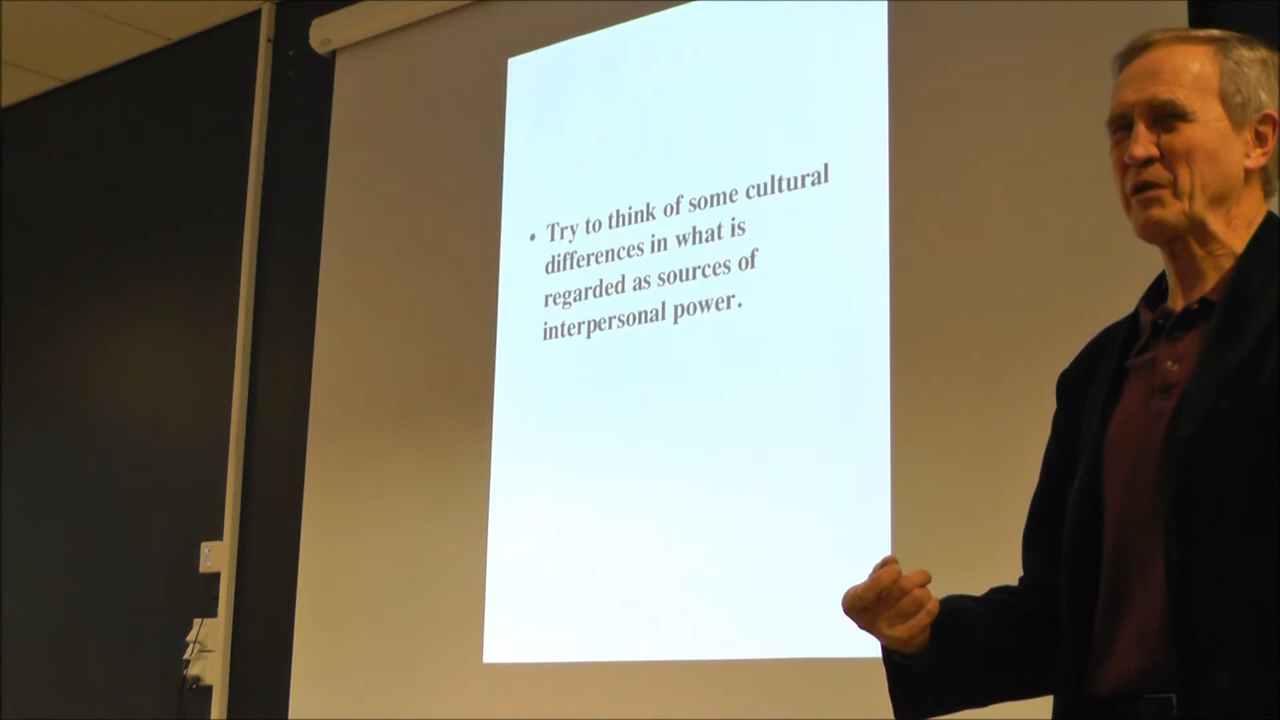 • Try to think of some cultural
differences in what is
regarded as sources of
interpersonal power.